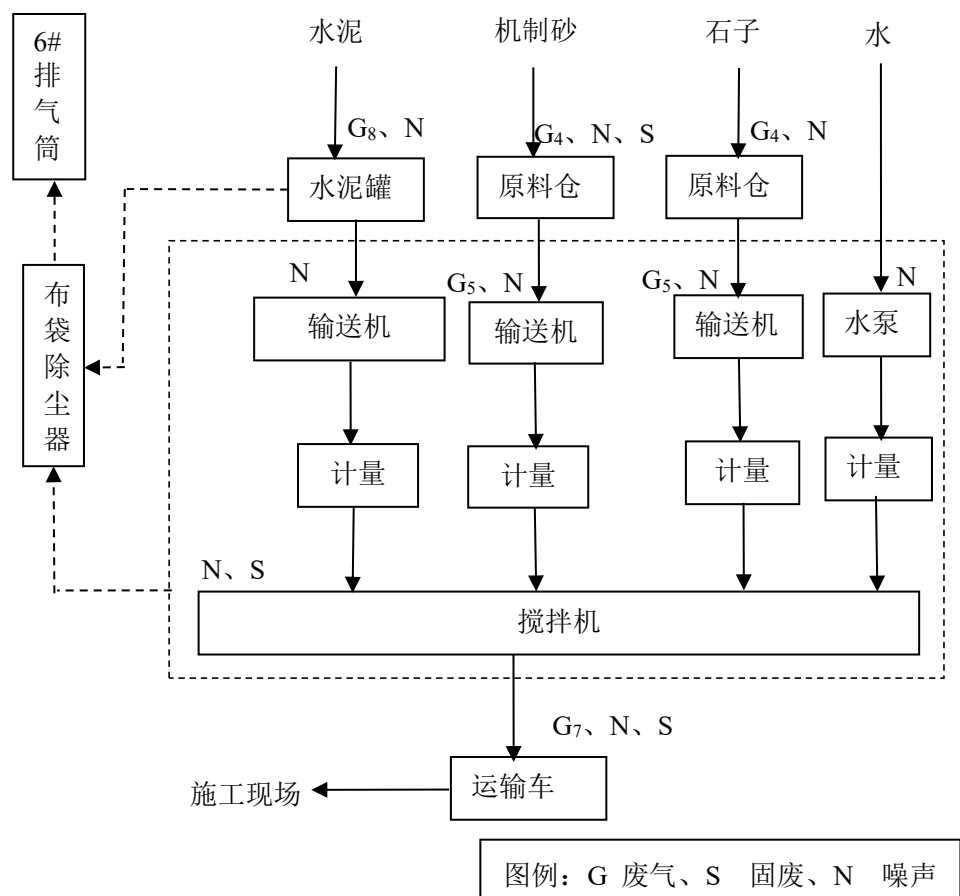 6#
排
气
筒
水泥
机制砂
石子
水
G₈、N
G₄、N、S
G₄、N
水泥罐
原料仓
原料仓
N
G₅、N
G₅、N
N
布
袋
除
尘
器
输送机
输送机
输送机
水泵
计量
计量
计量
计量
N、S
搅拌机
G₇、N、S
施工现场
运输车
图例：G 废气、S 固废、N 噪声